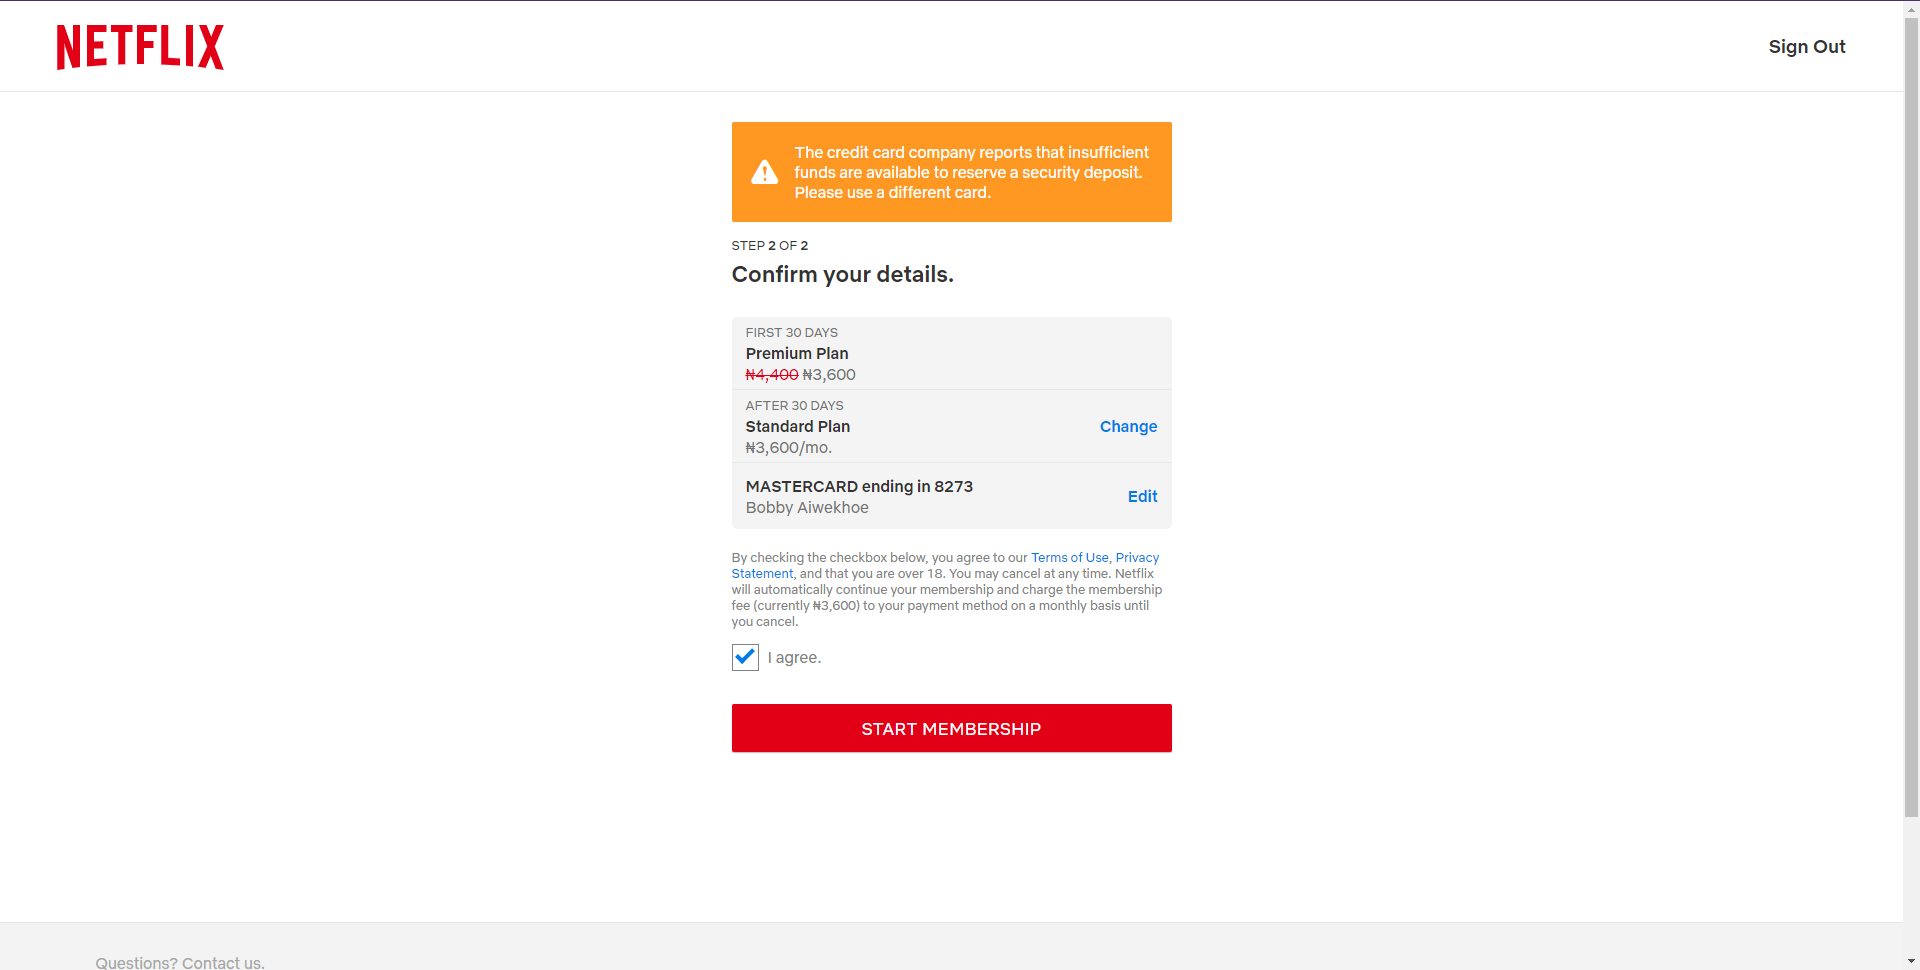 NETFLIX
Sign Out
The credit card company reports that insufficient
funds are available to reserve a security deposit.
Please use a different card.
STEP 2 OF 2
Confirm your details.
FIRST 30 DAYS
Premium Plan
₦4,400 ₦3,600
AFTER 30 DAYS
Standard Plan
Change
₦3,600/mo.
MASTERCARD ending in 8273
Edit
Bobby Aiwekhoe
By checking the checkbox below, you agree to our Terms of Use, Privacy
Statement, and that you are over 18. You may cancel at any time. Netflix
will automatically continue your membership and charge the membership
fee (currently ₦3,600) to your payment method on a monthly basis until
you cancel.
I agree.
START MEMBERSHIP
Questions? Contact us.